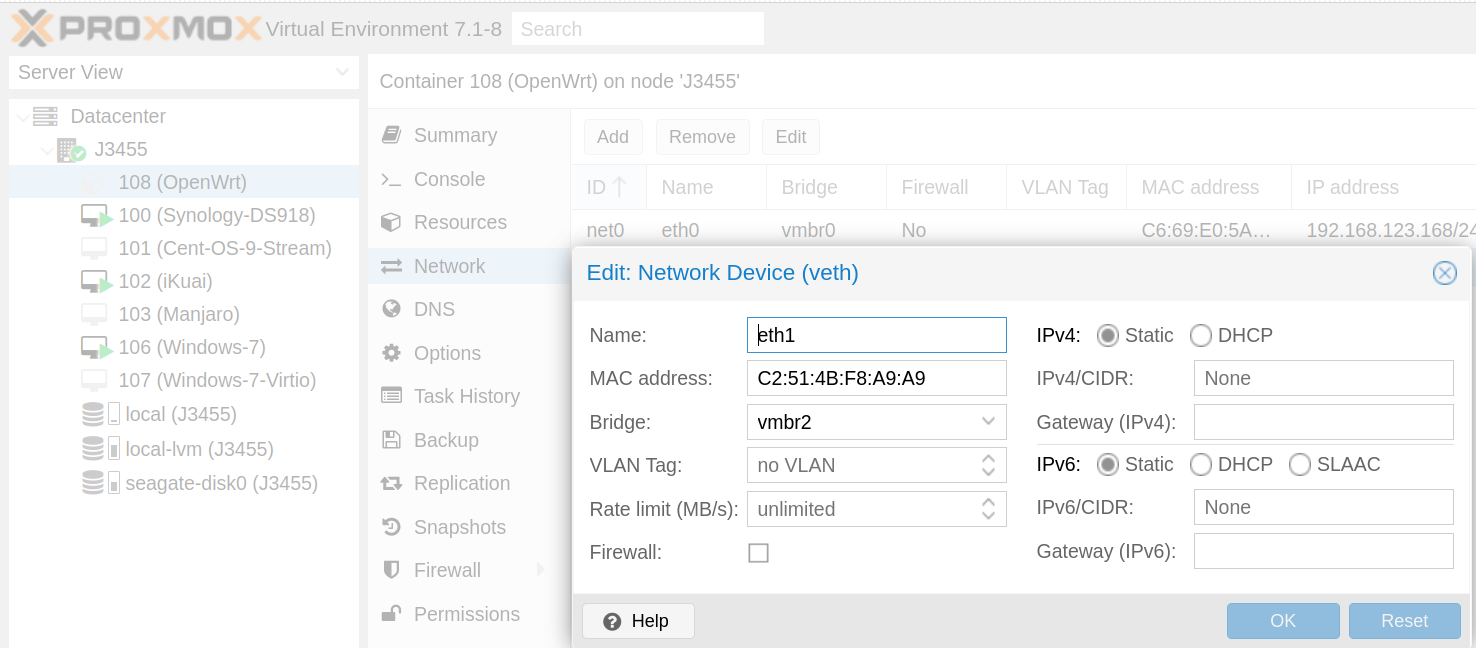 PROXMOX Virtual Environment 7.1-8 Search
Server View
Datacenter
J3455
108 (OpenWrt)
100 (Synology-DS918)
101 (Cent-OS-9-Stream)
102 (iKuai)
103 (Manjaro)
106 (Windows-7)
107 (Windows-7-Virtio)
local (J3455)
local-lvm (J3455)
seagate-disk0 (J3455)
Container 108 (OpenWrt) on node 'J3455'
Summary
Console
Resources
Network
DNS
Options
Task History
Backup
Replication
Snapshots
Firewall
Permissions
Add Remove Edit
ID Name Bridge Firewall VLAN Tag MAC address IP address
net0 eth0 vmbr0 No C6:69:E0:5A... 192.168.123.168/24
Edit: Network Device (veth)
Name: eth1
MAC address: C2:51:4B:F8:A9:A9
Bridge: vmbr2
VLAN Tag: no VLAN
Rate limit (MB/s): unlimited
Firewall:
IPv4: Static DHCP
IPv4/CIDR: None
Gateway (IPv4):
IPv6: Static DHCP SLAAC
IPv6/CIDR: None
Gateway (IPv6):
Help OK Reset